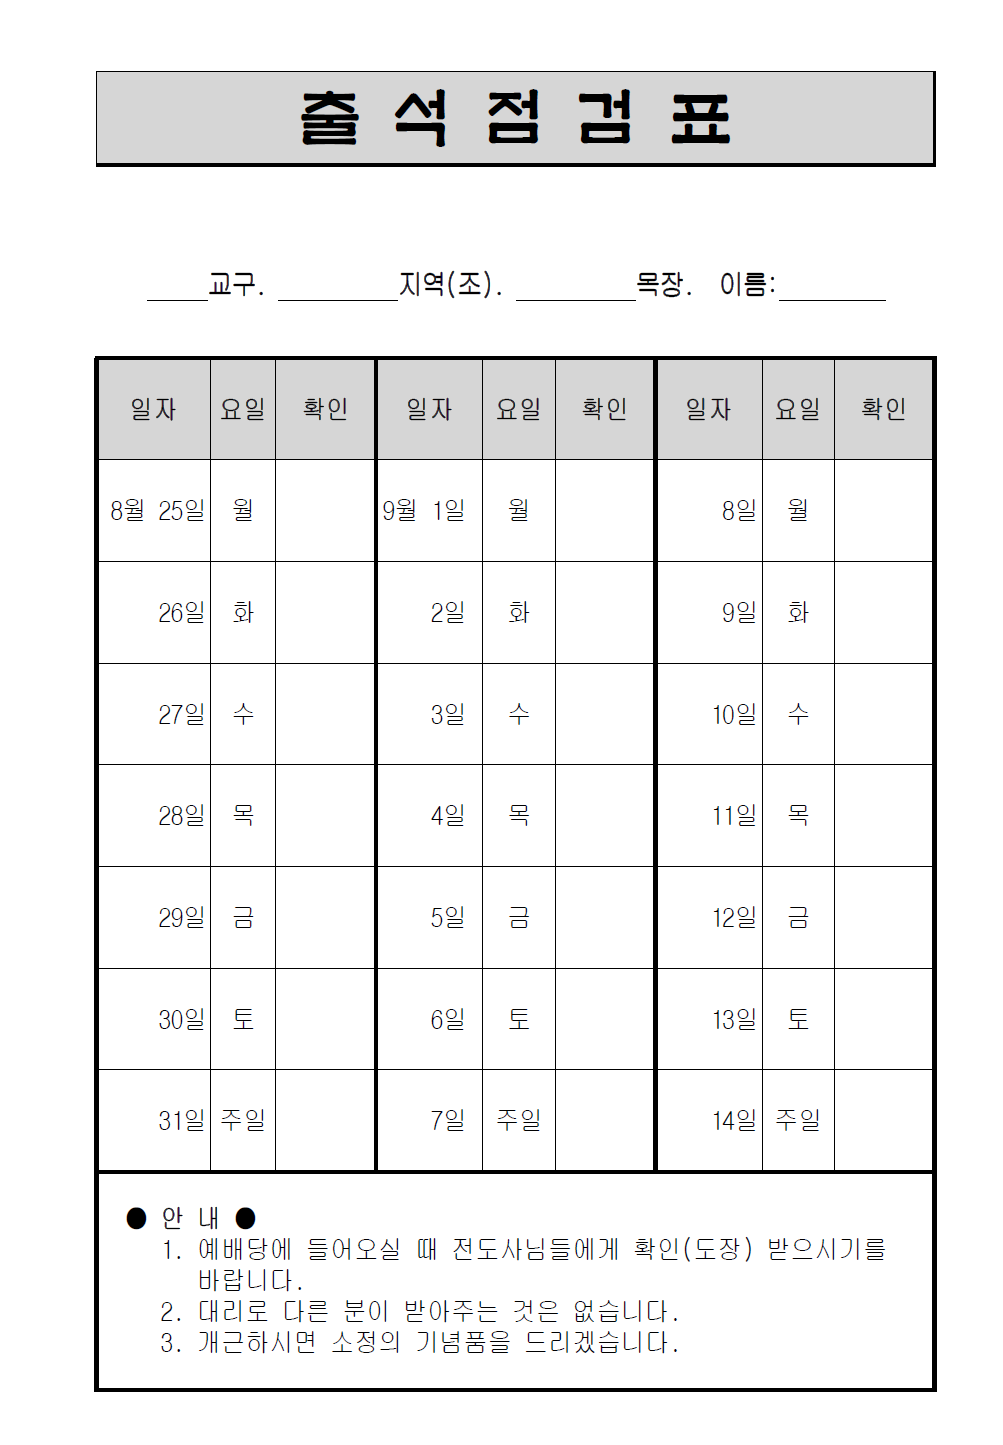 출 석 점 검 표
____교구. ________지역(조). ________목장. 이름:_______
일자 요일 확인 일자 요일 확인 일자 요일 확인
8월 25일 월 9월 1일 월 8일 월
26일 화 2일 화 9일 화
27일 수 3일 수 10일 수
28일 목 4일 목 11일 목
29일 금 5일 금 12일 금
30일 토 6일 토 13일 토
31일 주일 7일 주일 14일 주일
● 안 내 ●
1. 예배당에 들어오실 때 전도사님들에게 확인(도장) 받으시기를
바랍니다.
2. 대리로 다른 분이 받아주는 것은 없습니다.
3. 개근하시면 소정의 기념품을 드리겠습니다.